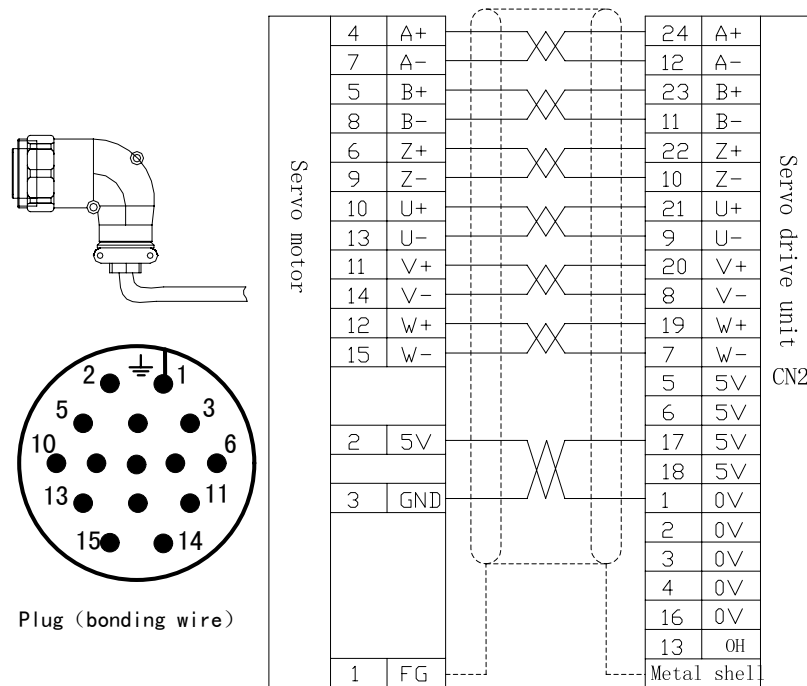 4 A+ 24 A+
7 A- 12 A-
5 B+ 23 B+
8 B- 11 B-
6 Z+ 22 Z+
9 Z- 10 Z-
10 U+ 21 U+
13 U- 9 U-
11 V+ 20 V+
14 V- 8 V-
12 W+ 19 W+
15 W- 7 W-
5 5V
6 5V
2 5V 17 5V
18 5V
3 GND 1 0V
2 0V
3 0V
4 0V
16 0V
13 OH
1 FG Metal shell
Servo motor
Servo drive unit
CN2
2 1
5 3
10 6
13 11
15 14
Plug (bonding wire)